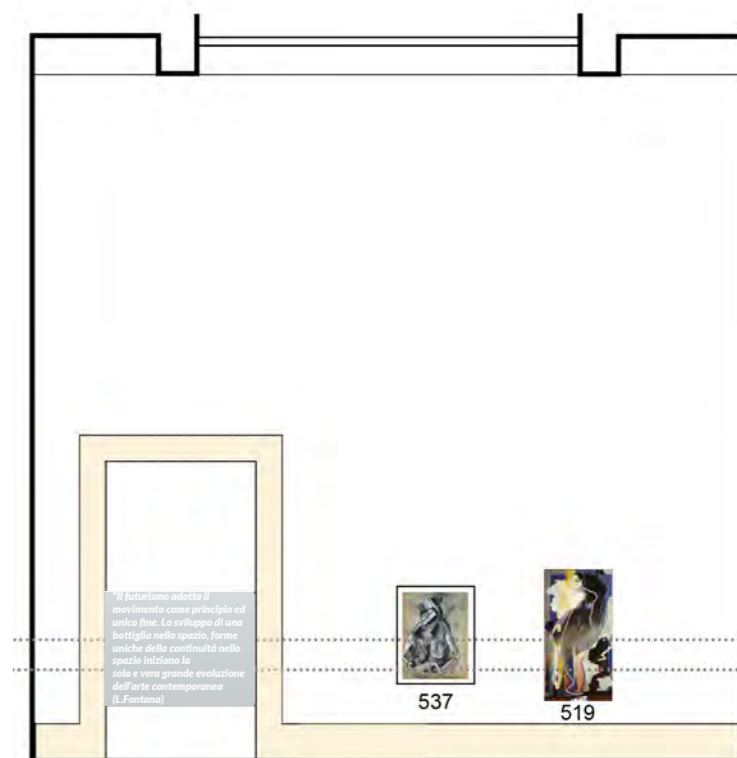 "Il futurismo adotta il
movimento come principio ed
unico fine. Lo sviluppo di una
bottiglia nello spazio, forme
uniche della continuità nello
spazio iniziano la
sola e vera grande evoluzione
dell'arte contemporanea
(L.Fontana)
537
519